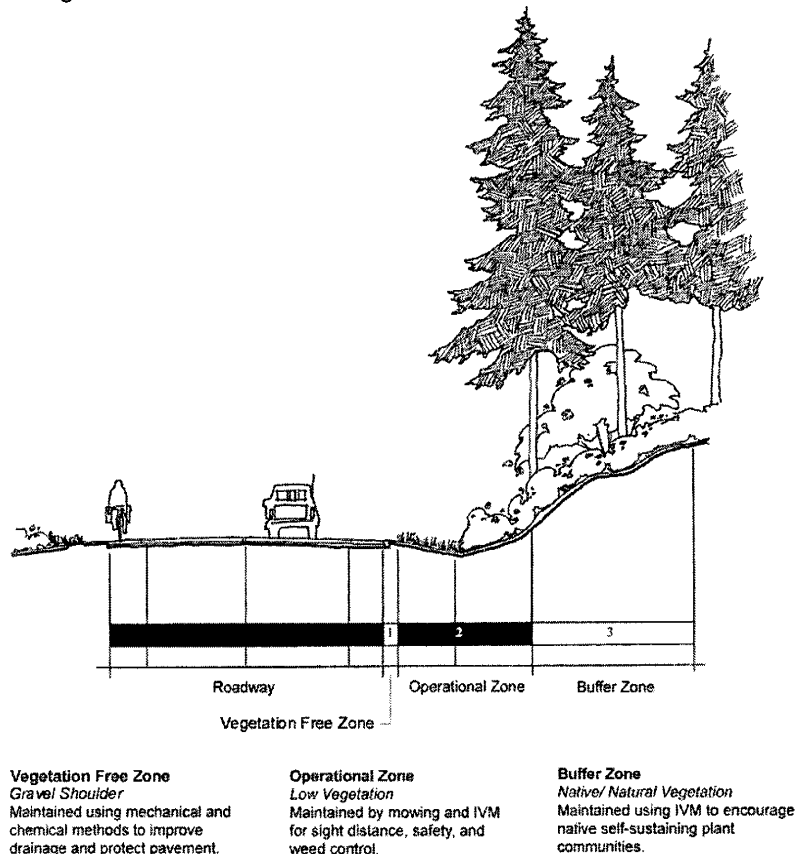 1 2 3
Roadway Operational Zone Buffer Zone
Vegetation Free Zone
Vegetation Free Zone
Gravel Shoulder
Maintained using mechanical and
chemical methods to improve
drainage and protect pavement.
Operational Zone
Low Vegetation
Maintained by mowing and IVM
for sight distance, safety, and
weed control.
Buffer Zone
Native/ Natural Vegetation
Maintained using IVM to encourage
native self-sustaining plant
communities.